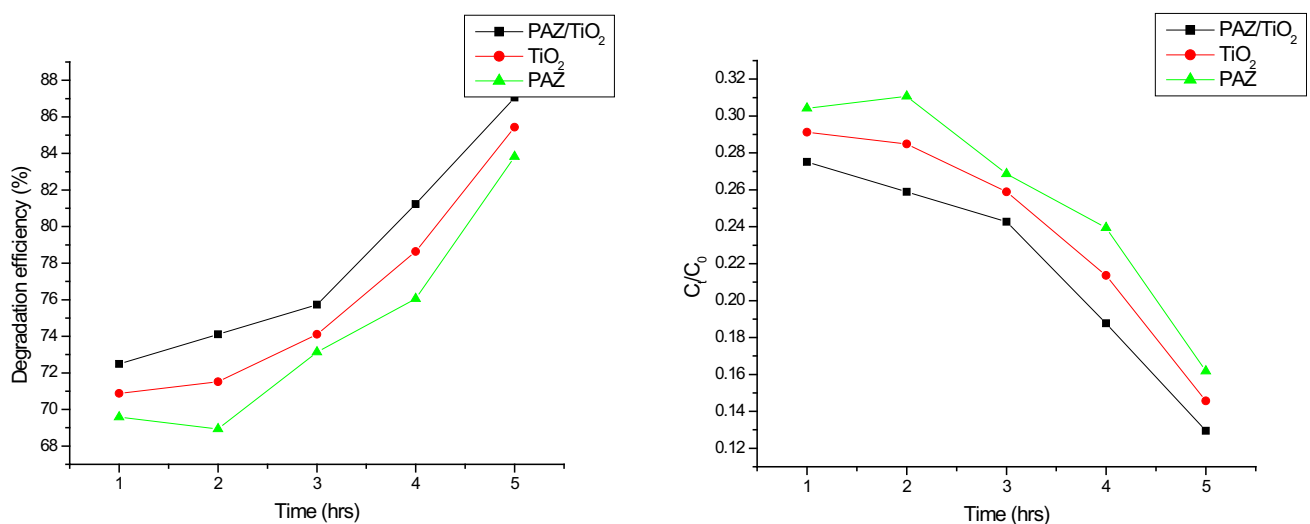 PAZ/TiO₂
TiO₂
PAZ
88
86
84
82
80
78
76
74
72
70
68
Degradation efficiency (%)
1 2 3 4 5
Time (hrs)
PAZ/TiO₂
TiO₂
PAZ
0.32
0.30
0.28
0.26
0.24
0.22
0.20
0.18
0.16
0.14
0.12
Cₜ/C₀
1 2 3 4 5
Time (hrs)